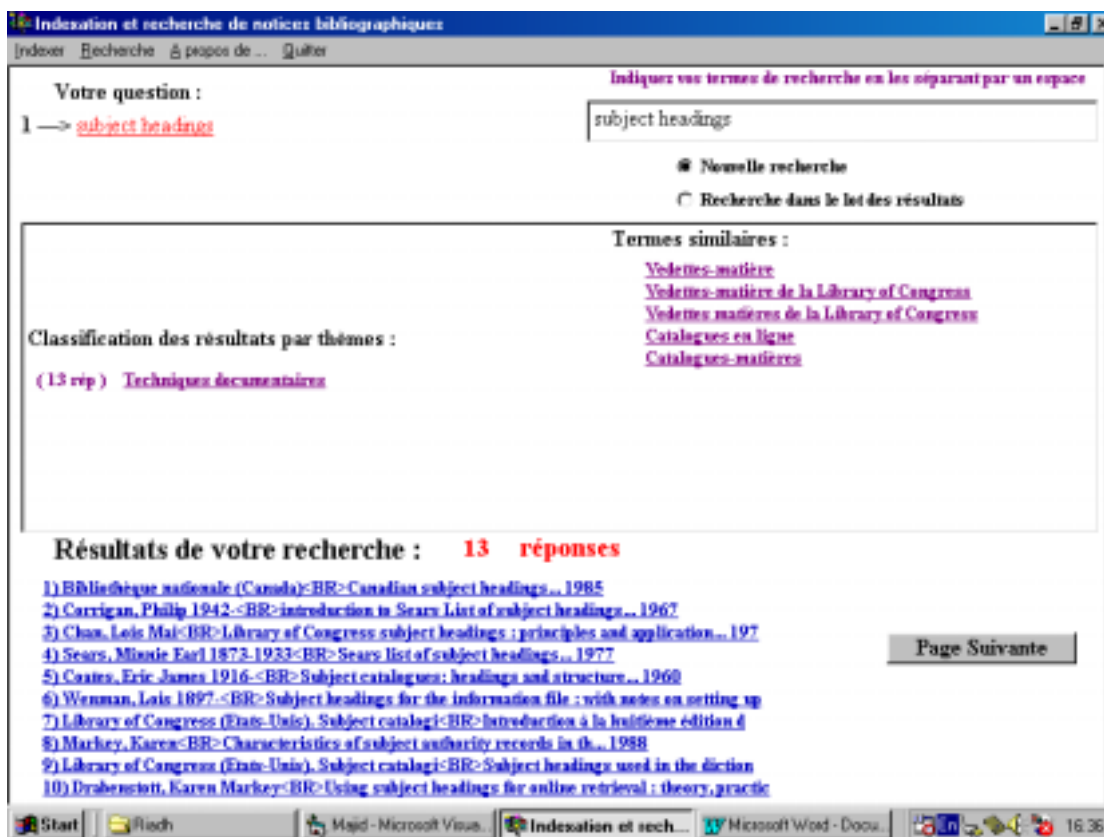 Indexation et recherche de notices bibliographiques
Indexer Recherche A propos de ... Quitter
Indiquez vos termes de recherche en les séparant par un espace
Votre question :
1 —> subject headings
subject headings
Nouvelle recherche
Recherche dans le lot des résultats
Termes similaires :
Vedettes-matière
Vedettes-matière de la Library of Congress
Vedettes matières de la Library of Congress
Catalogues en ligne
Catalogues-matières
Classification des résultats par thèmes :
( 13 rép ) Techniques documentaires
Résultats de votre recherche : 13 réponses
1) Bibliothèque nationale (Canada)<BR>Canadian subject headings... 1985
2) Corrigan, Philip 1942-<BR>introduction to Sears List of subject headings... 1967
3) Chan, Lois Mai<BR>Library of Congress subject headings : principles and application... 197
4) Sears, Minnie Earl 1873-1933<BR>Sears list of subject headings... 1977
5) Coates, Eric James 1916-<BR>Subject catalogues: headings and structure... 1960
6) Wenman, Lois 1897-<BR>Subject headings for the information file : with notes on setting up
7) Library of Congress (Etats-Unis). Subject catalogi<BR>Introduction à la huitième édition d
8) Markey, Karen<BR>Characteristics of subject authority records in th... 1988
9) Library of Congress (Etats-Unis). Subject catalogi<BR>Subject headings used in the diction
10) Drabenstott, Karen Markey<BR>Using subject headings for online retrieval : theory, practic
Page Suivante
Start Riadh Majid - Microsoft Visua... Indexation et rech... Microsoft Word - Docu... En 16:36